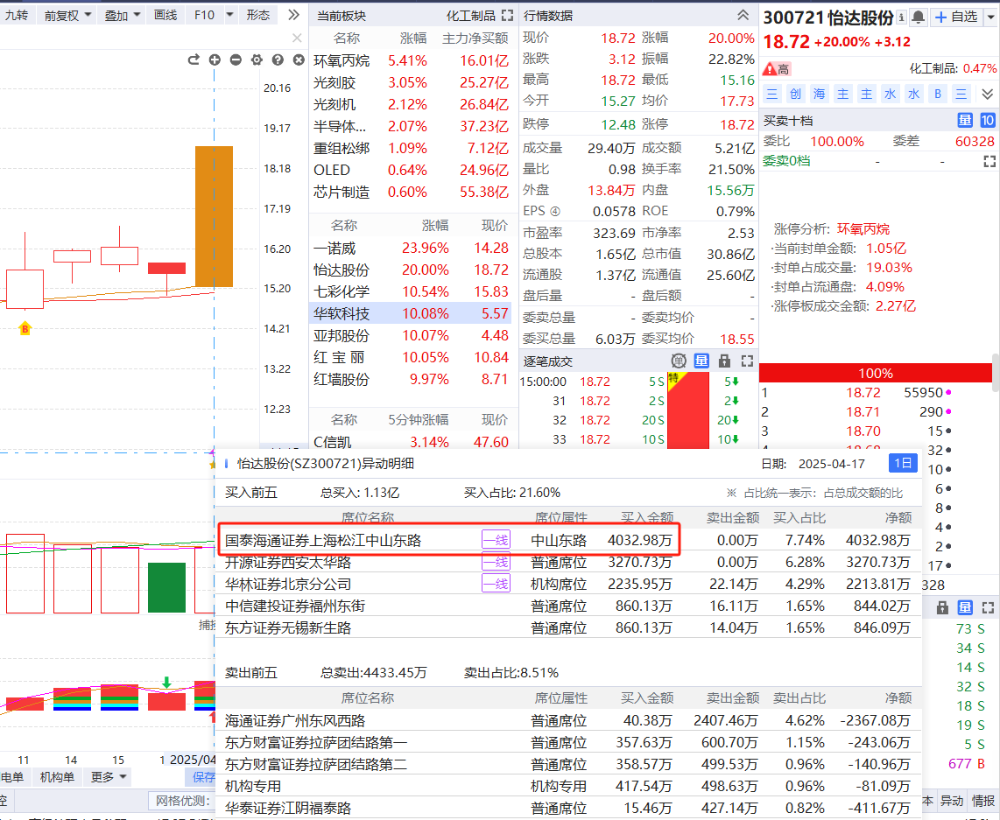 九转 前复权 叠加 画线 F10 形态
20.16
19.17
18.18
17.19
16.20
15.20
14.21
13.22
12.23
B
11 14 15 1 2025/04
电单 机构单 更多 保存
网格优测:
当前板块 化工制品
名称 涨幅 主力净买额
环氧丙烷 5.41% 16.01亿
光刻胶 3.05% 25.27亿
光刻机 2.12% 26.84亿
半导体... 2.07% 37.23亿
重组松绑 1.09% 7.12亿
OLED 0.64% 24.96亿
芯片制造 0.60% 55.38亿
名称 涨幅 现价
一诺威 23.96% 14.28
怡达股份 20.00% 18.72
七彩化学 10.54% 15.83
华软科技 10.08% 5.57
亚邦股份 10.07% 4.48
红宝丽 10.05% 10.84
红墙股份 9.97% 8.71
名称 5分钟涨幅 现价
C信凯 3.14% 47.60
行情数据
现价 18.72 涨幅 20.00%
涨跌 3.12 振幅 22.82%
最高 18.72 最低 15.16
今开 15.27 均价 17.73
跌停 12.48 涨停 18.72
成交量 29.40万 成交额 5.21亿
量比 0.98 换手率 21.50%
外盘 13.84万 内盘 15.56万
EPS ④ 0.0578 ROE 0.79%
市盈率 323.69 市净率 2.53
总股本 1.65亿 总市值 30.86亿
流通股 1.37亿 流通值 25.60亿
盘后量 - 盘后额 -
委卖总量 - 委卖均价 -
委买总量 6.03万 委买均价 18.55
逐笔成交 单 量
15:00:00 18.72 5 S 特 5
31 18.72 2 S 2
32 18.72 20 S 20
33 18.72 10 S 10
300721 怡达股份 自选
18.72 +20.00% +3.12
高 化工制品: 0.47%
三 创 海 主 主 水 水 B 三
买卖十档 量 10
委比 100.00% 委差 60328
委卖0档 - -
涨停分析: 环氧丙烷
·当前封单金额: 1.05亿
·封单占成交量: 19.03%
·封单占流通盘: 4.09%
·涨停板成交金额: 2.27亿
100%
1 18.72 55950
2 18.71 290
3 18.70 15
4 18.68 32
10
6
8
4
2
17
328
量
73 S
34 S
14 S
32 S
18 S
19 S
5 S
677 B
本 异动 情报
怡达股份(SZ300721)异动明细 日期: 2025-04-17 1日
买入前五 总买入: 1.13亿 买入占比: 21.60% ※ 占比统一表示：占总成交额的比
席位名称 席位属性 买入金额 卖出金额 买入占比 净额
国泰海通证券上海松江中山东路 一线 中山东路 4032.98万 0.00万 7.74% 4032.98万
开源证券西安太华路 一线 普通席位 3270.73万 0.00万 6.28% 3270.73万
华林证券北京分公司 一线 机构席位 2235.95万 22.14万 4.29% 2213.81万
中信建投证券福州东街 普通席位 860.13万 16.11万 1.65% 844.02万
东方证券无锡新生路 普通席位 860.13万 14.04万 1.65% 846.09万
卖出前五 总卖出:4433.45万 卖出占比:8.51%
席位名称 席位属性 买入金额 卖出金额 卖出占比 净额
海通证券广州东风西路 普通席位 40.38万 2407.46万 4.62% -2367.08万
东方财富证券拉萨团结路第一 普通席位 357.63万 600.70万 1.15% -243.06万
东方财富证券拉萨团结路第二 普通席位 358.57万 499.53万 0.96% -140.96万
机构专用 机构专用 417.54万 498.63万 0.96% -81.09万
华泰证券江阴福泰路 普通席位 15.46万 427.14万 0.82% -411.67万